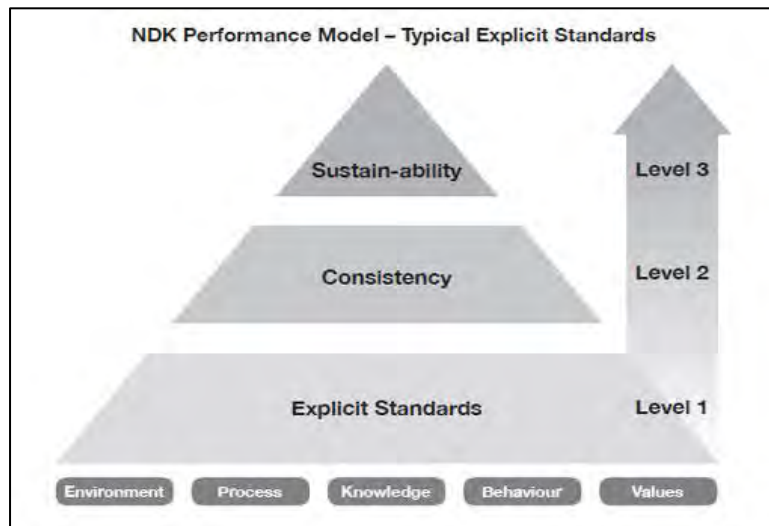 NDK Performance Model – Typical Explicit Standards
Sustain-ability
Level 3
Consistency
Level 2
Explicit Standards
Level 1
Environment
Process
Knowledge
Behaviour
Values